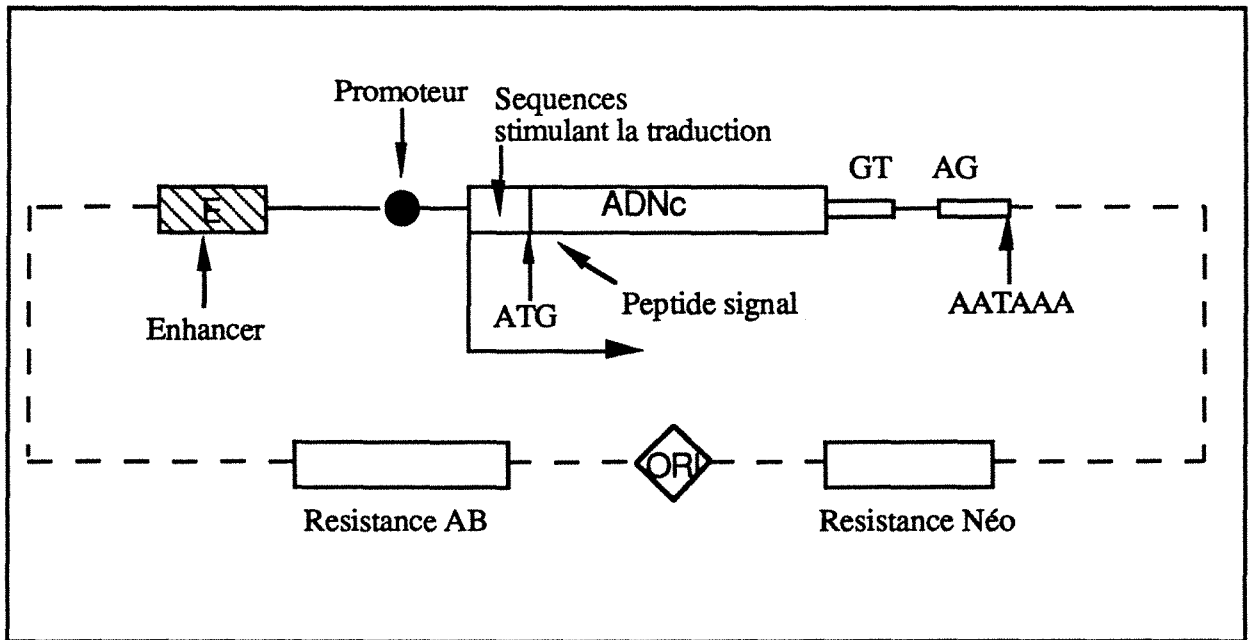 Promoteur
Sequences
stimulant la traduction
GT
AG
E
ADNc
Enhancer
ATG
Peptide signal
AATAAA
ORI
Resistance AB
Resistance Néo